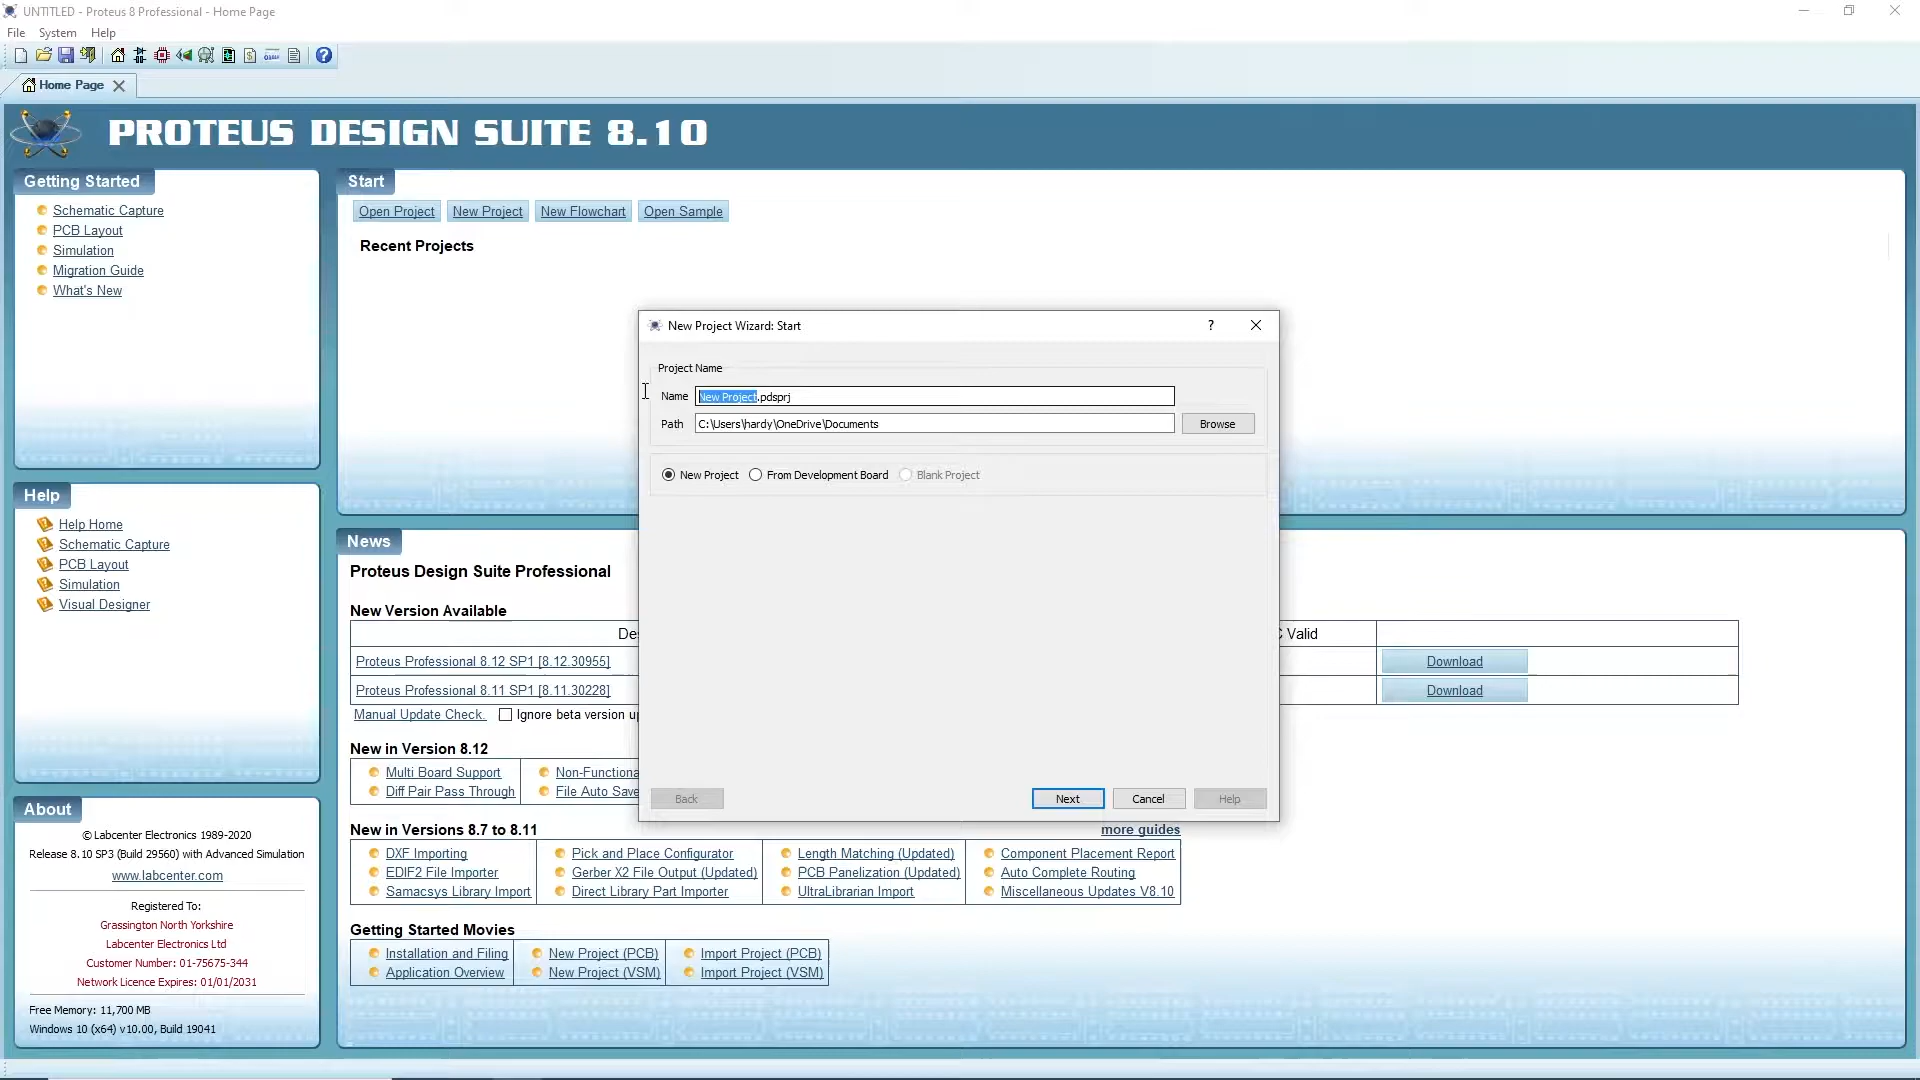 UNTITLED - Proteus 8 Professional - Home Page
File System Help
Home Page
PROTEUS DESIGN SUITE 8.10
Getting Started
Schematic Capture
PCB Layout
Simulation
Migration Guide
What's New
Start
Open Project New Project New Flowchart Open Sample
Recent Projects
New Project Wizard: Start
?
Project Name
Name New Project.pdsprj
Path C:\Users\hardy\OneDrive\Documents Browse
New Project From Development Board Blank Project
Back Next Cancel Help
Help
Help Home
Schematic Capture
PCB Layout
Simulation
Visual Designer
News
Proteus Design Suite Professional
New Version Available
Valid
Proteus Professional 8.12 SP1 [8.12.30955] Download
Proteus Professional 8.11 SP1 [8.11.30228] Download
Manual Update Check. Ignore beta version
New in Version 8.12
Multi Board Support Non-Functiona
Diff Pair Pass Through File Auto Save
New in Versions 8.7 to 8.11 more guides
DXF Importing Pick and Place Configurator Length Matching (Updated) Component Placement Report
EDIF2 File Importer Gerber X2 File Output (Updated) PCB Panelization (Updated) Auto Complete Routing
Samacsys Library Import Direct Library Part Importer UltraLibrarian Import Miscellaneous Updates V8.10
Getting Started Movies
Installation and Filing New Project (PCB) Import Project (PCB)
Application Overview New Project (VSM) Import Project (VSM)
About
© Labcenter Electronics 1989-2020
Release 8.10 SP3 (Build 29560) with Advanced Simulation
www.labcenter.com
Registered To:
Grassington North Yorkshire
Labcenter Electronics Ltd
Customer Number: 01-75675-344
Network Licence Expires: 01/01/2031
Free Memory: 11,700 MB
Windows 10 (x64) v10.00, Build 19041